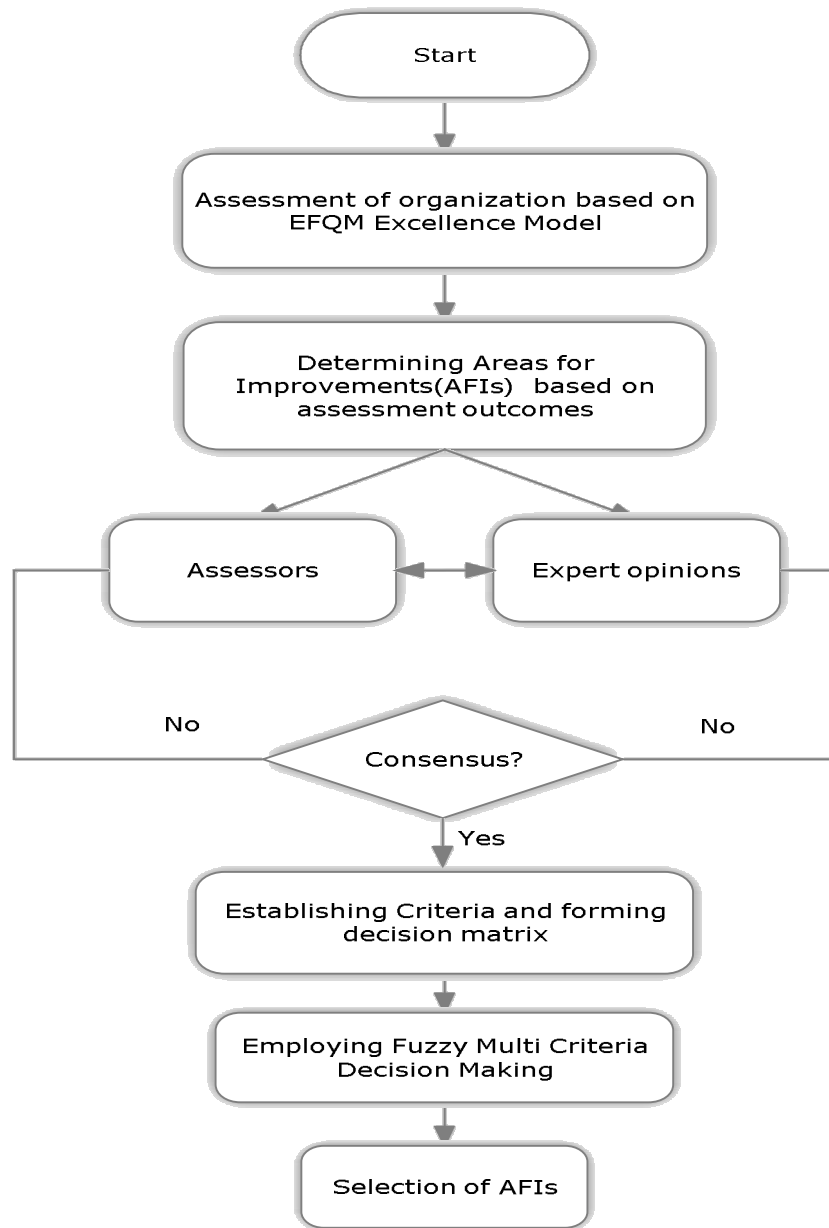 Start
Assessment of organization based on
EFQM Excellence Model
Determining Areas for
Improvements(AFIs) based on
assessment outcomes
Assessors
Expert opinions
No
No
Consensus?
Yes
Establishing Criteria and forming
decision matrix
Employing Fuzzy Multi Criteria
Decision Making
Selection of AFIs